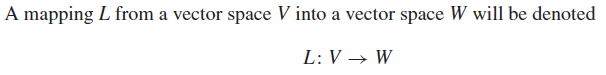 A mapping L from a vector space V into a vector space W will be denoted
L: V → W